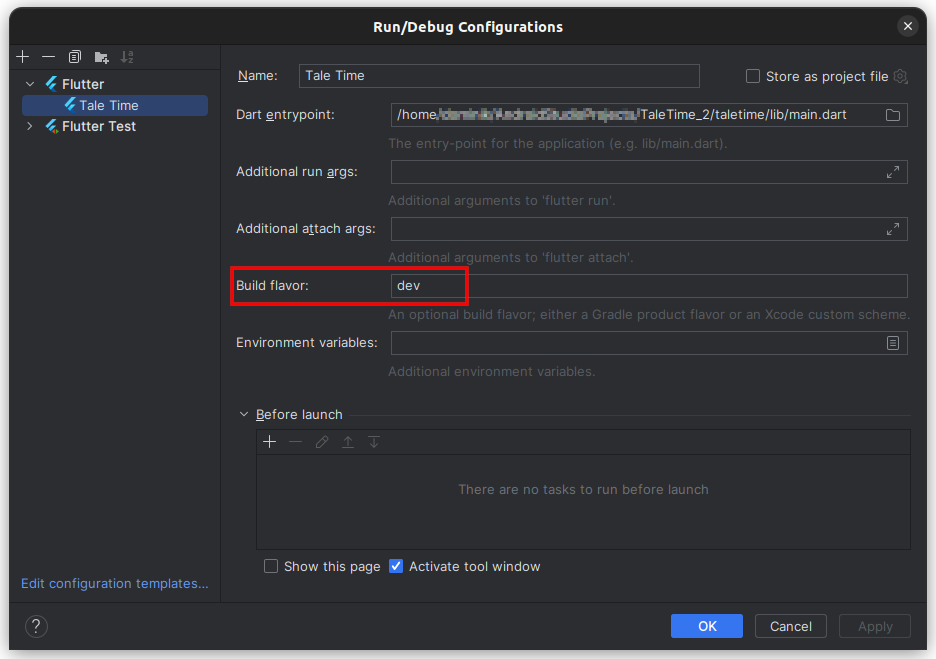 Run/Debug Configurations
Flutter
Tale Time
Flutter Test
Edit configuration templates...
Name: Tale Time Store as project file
Dart entrypoint: /home/ TaleTime_2/taletime/lib/main.dart
The entry-point for the application (e.g. lib/main.dart).
Additional run args:
Additional arguments to 'flutter run'.
Additional attach args:
Additional arguments to 'flutter attach'.
Build flavor: dev
An optional build flavor; either a Gradle product flavor or an Xcode custom scheme.
Environment variables:
Additional environment variables.
Before launch
There are no tasks to run before launch
Show this page Activate tool window
? OK Cancel Apply